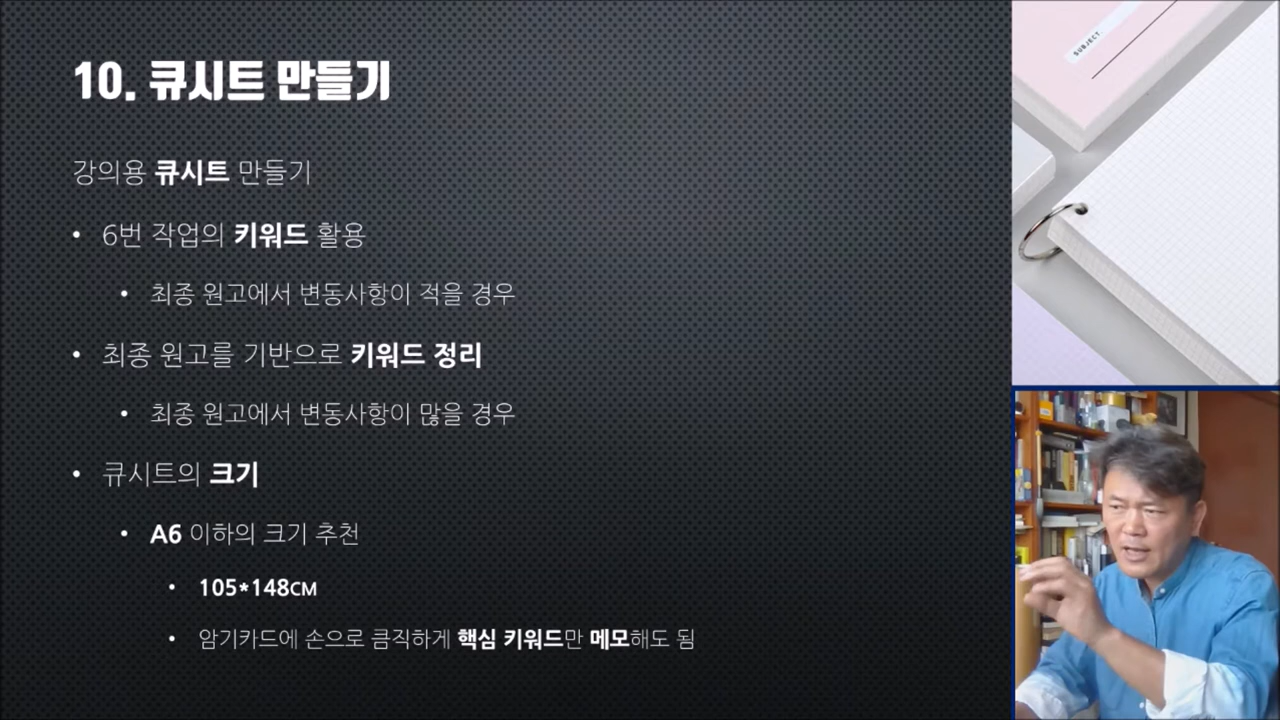 10. 큐시트 만들기
강의용 큐시트 만들기
• 6번 작업의 키워드 활용
• 최종 원고에서 변동사항이 적을 경우
• 최종 원고를 기반으로 키워드 정리
• 최종 원고에서 변동사항이 많을 경우
• 큐시트의 크기
• A6 이하의 크기 추천
• 105*148CM
• 암기카드에 손으로 큼직하게 핵심 키워드만 메모해도 됨
SUBJECT